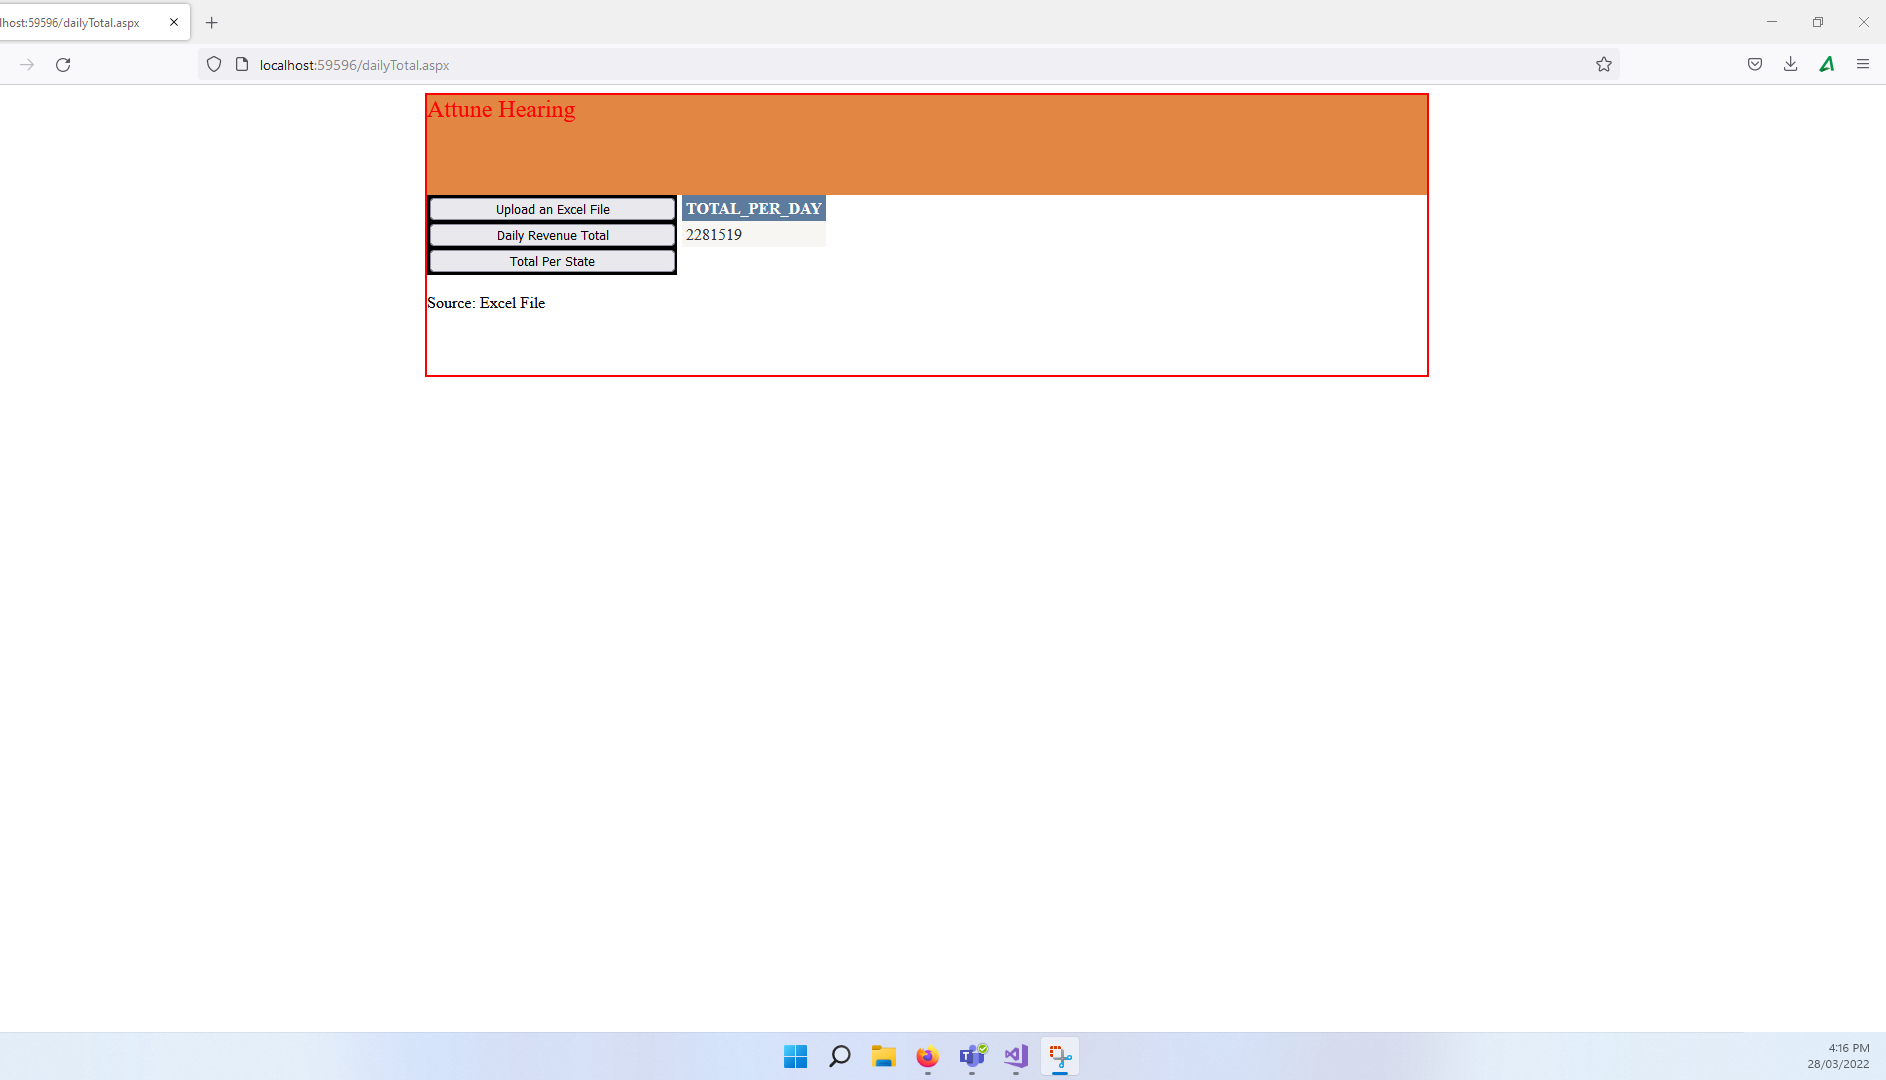 lhost:59596/dailyTotal.aspx
localhost:59596/dailyTotal.aspx
Attune Hearing
Upload an Excel File
Daily Revenue Total
Total Per State
TOTAL_PER_DAY
2281519
Source: Excel File
4:16 PM
28/03/2022